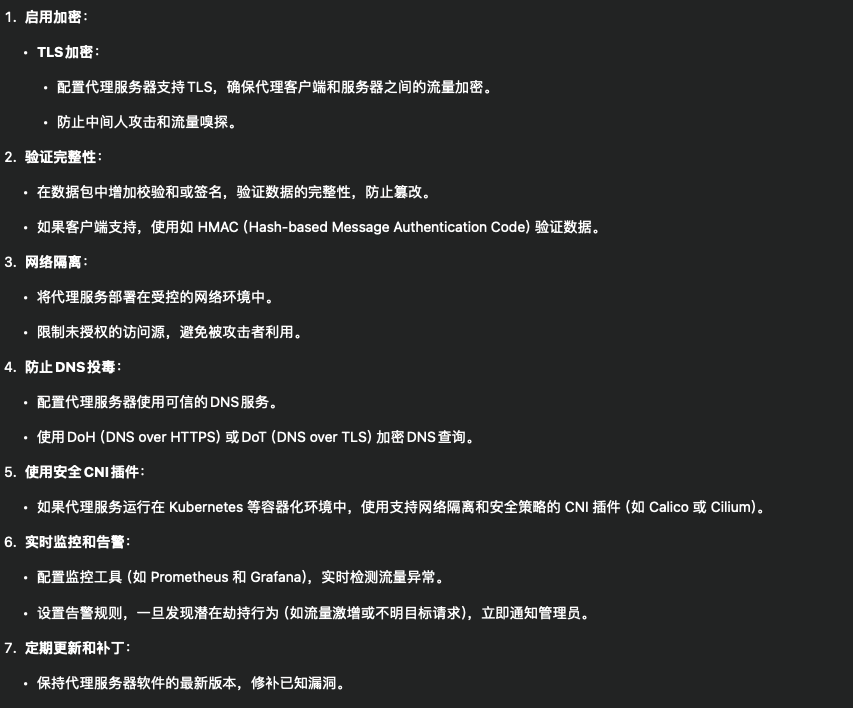 1. 启用加密：
• TLS加密：
• 配置代理服务器支持TLS，确保代理客户端和服务器之间的流量加密。
• 防止中间人攻击和流量嗅探。
2. 验证完整性：
• 在数据包中增加校验和或签名，验证数据的完整性，防止篡改。
• 如果客户端支持，使用如 HMAC（Hash-based Message Authentication Code）验证数据。
3. 网络隔离：
• 将代理服务部署在受控的网络环境中。
• 限制未授权的访问源，避免被攻击者利用。
4. 防止DNS投毒：
• 配置代理服务器使用可信的DNS服务。
• 使用DoH（DNS over HTTPS）或DoT（DNS over TLS）加密DNS查询。
5. 使用安全CNI插件：
• 如果代理服务运行在 Kubernetes 等容器化环境中，使用支持网络隔离和安全策略的 CNI 插件（如 Calico 或 Cilium）。
6. 实时监控和告警：
• 配置监控工具（如 Prometheus 和 Grafana），实时检测流量异常。
• 设置告警规则，一旦发现潜在劫持行为（如流量激增或不明目标请求），立即通知管理员。
7. 定期更新和补丁：
• 保持代理服务器软件的最新版本，修补已知漏洞。